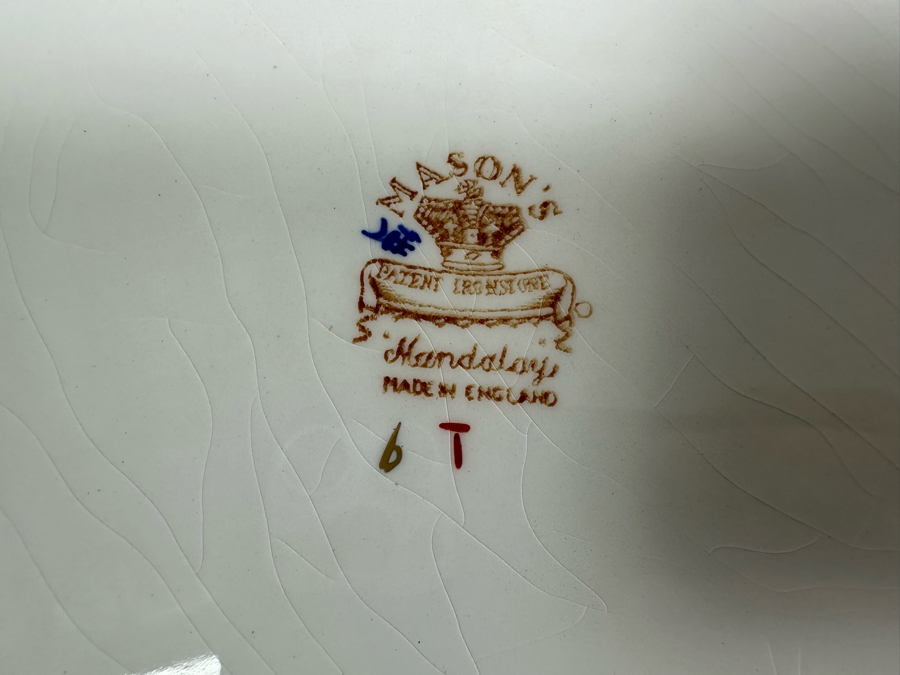 MASON'S
PATENT IRONSTONE
"Mandalay"
MADE IN ENGLAND
6 T